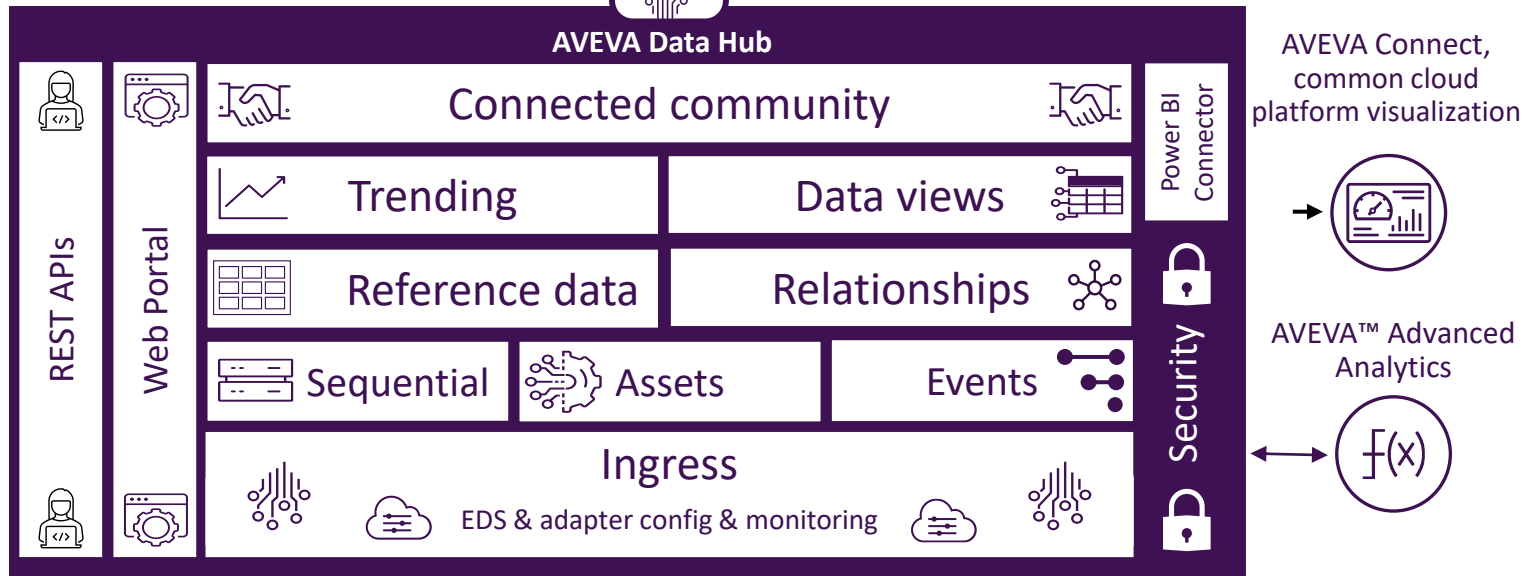 AVEVA Data Hub
REST APIs
Web Portal
Connected community
Trending
Data views
Reference data
Relationships
Sequential
Assets
Events
Ingress
EDS & adapter config & monitoring
Power BI
Connector
Security
AVEVA Connect,
common cloud
platform visualization
AVEVA™ Advanced
Analytics
f(x)